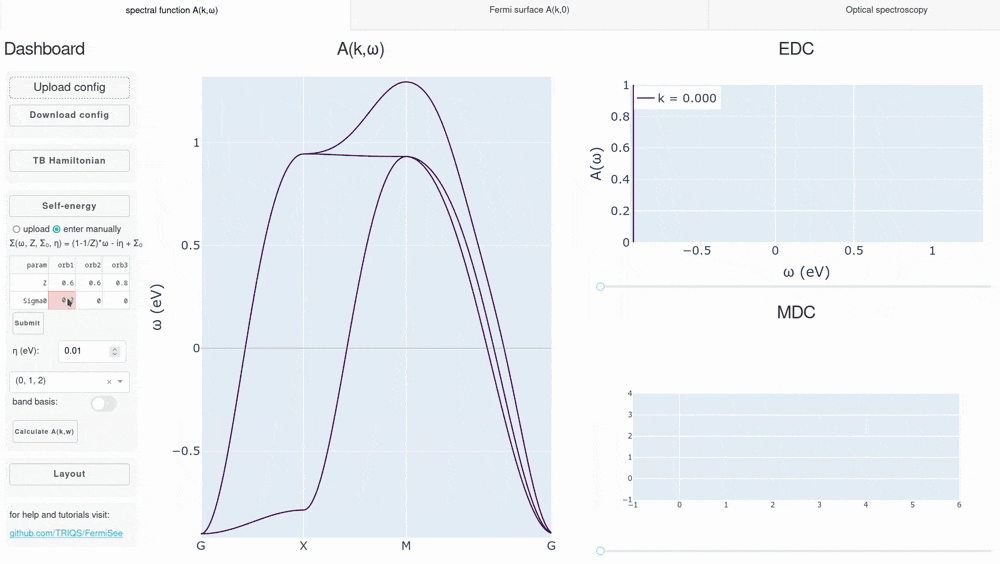 spectral function A(k,ω)
Fermi surface A(k,0)
Optical spectroscopy
Dashboard
Upload config
Download config
TB Hamiltonian
Self-energy
upload enter manually
Σ(ω, Z, Σ₀, η) = (1-1/Z)*ω - iη + Σ₀
param orb1 orb2 orb3
Z 0.6 0.6 0.8
Sigma0 0 0
Submit
η (eV): 0.01
(0, 1, 2) ×
band basis:
Calculate A(k,w)
Layout
for help and tutorials visit:
github.com/TRIQS/FermiSee
A(k,ω)
ω (eV)
1
0.5
0
−0.5
G X M G
EDC
k = 0.000
A(ω)
1
0.8
0.6
0.4
0.2
0
−0.5 0 0.5 1
ω (eV)
MDC
4
3
2
1
0
−1
−1 0 1 2 3 4 5 6